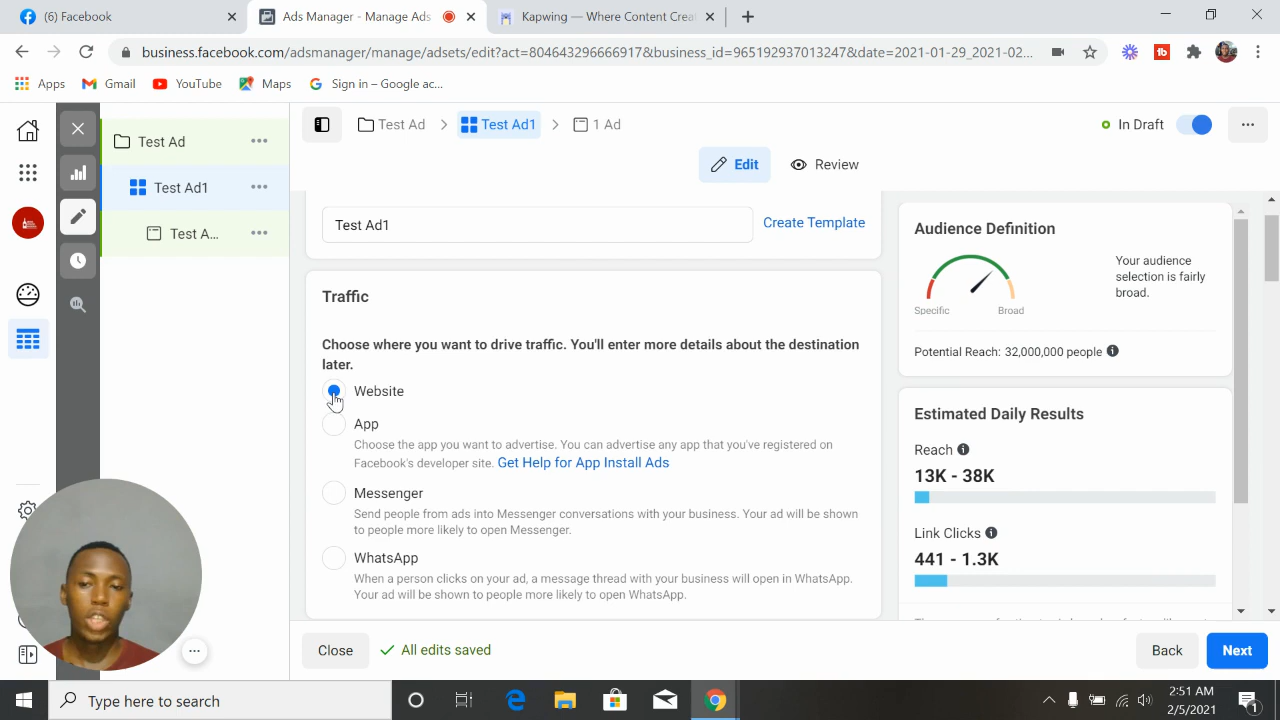 (6) Facebook
Ads Manager - Manage Ads
Kapwing — Where Content Crea
business.facebook.com/adsmanager/manage/adsets/edit?act=804643296666917&business_id=965192937013247&date=2021-01-29_2021-02...
Apps
Gmail
YouTube
Maps
Sign in – Google ac...
Test Ad
Test Ad1
Test A...
Test Ad
Test Ad1
1 Ad
In Draft
Edit
Review
Test Ad1
Create Template
Traffic
Choose where you want to drive traffic. You'll enter more details about the destination
later.
Website
App
Choose the app you want to advertise. You can advertise any app that you've registered on
Facebook's developer site. Get Help for App Install Ads
Messenger
Send people from ads into Messenger conversations with your business. Your ad will be shown
to people more likely to open Messenger.
WhatsApp
When a person clicks on your ad, a message thread with your business will open in WhatsApp.
Your ad will be shown to people more likely to open WhatsApp.
Audience Definition
Your audience
selection is fairly
broad.
Specific
Broad
Potential Reach: 32,000,000 people
Estimated Daily Results
Reach
13K - 38K
Link Clicks
441 - 1.3K
Close
All edits saved
Back
Next
Type here to search
2:51 AM
2/5/2021
1